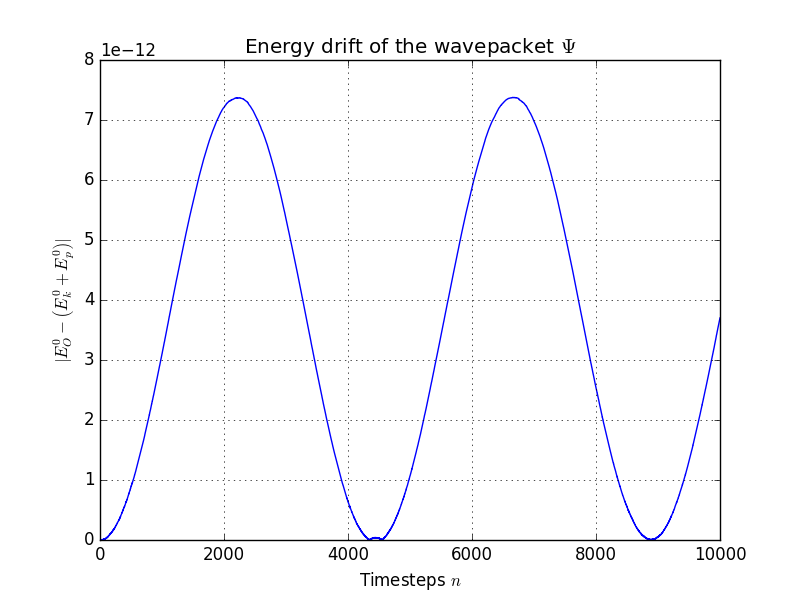 Energy drift of the wavepacket Ψ
1e−12
8
7
6
5
4
3
2
1
0
|E_O^0 − (E_k^0 + E_p^0)|
0 2000 4000 6000 8000 10000
Timesteps n